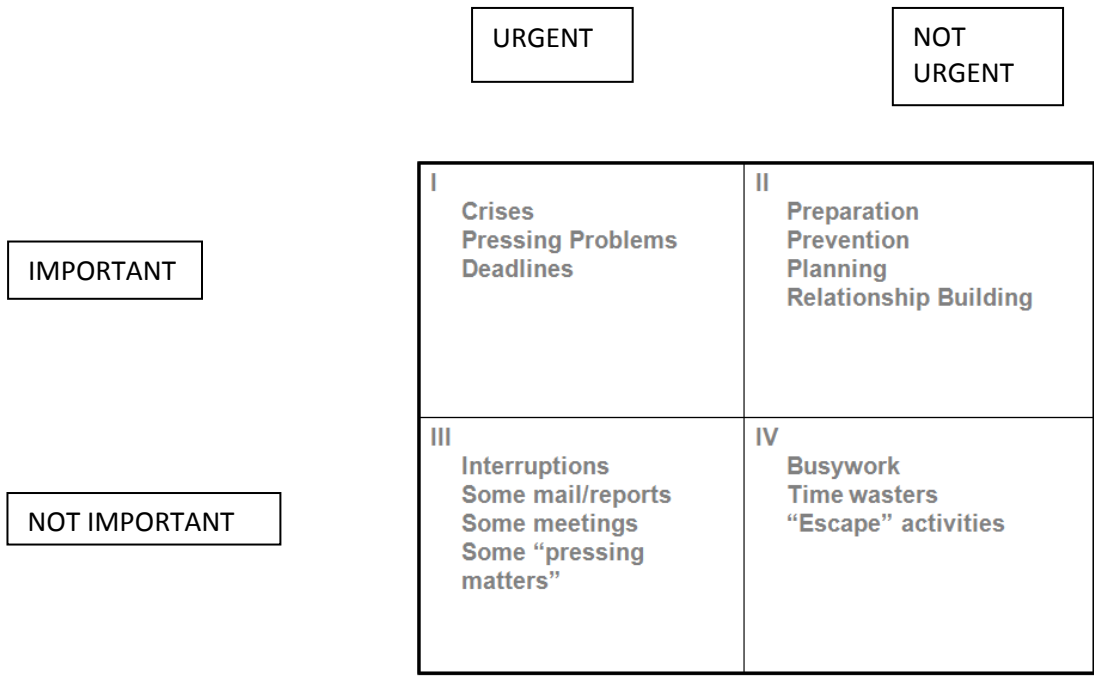 URGENT
NOT
URGENT
IMPORTANT
I
Crises
Pressing Problems
Deadlines
II
Preparation
Prevention
Planning
Relationship Building
NOT IMPORTANT
III
Interruptions
Some mail/reports
Some meetings
Some “pressing
matters”
IV
Busywork
Time wasters
“Escape” activities